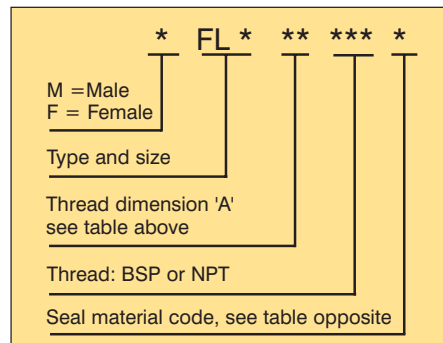 * FL * ** *** *
M =Male
F = Female
Type and size
Thread dimension 'A'
see table above
Thread: BSP or NPT
Seal material code, see table opposite